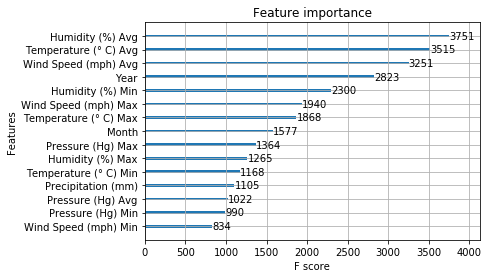 Feature importance
Humidity (%) Avg 3751
Temperature (° C) Avg 3515
Wind Speed (mph) Avg 3251
Year 2823
Humidity (%) Min 2300
Wind Speed (mph) Max 1940
Temperature (° C) Max 1868
Month 1577
Pressure (Hg) Max 1364
Humidity (%) Max 1265
Temperature (° C) Min 1168
Precipitation (mm) 1105
Pressure (Hg) Avg 1022
Pressure (Hg) Min 990
Wind Speed (mph) Min 834
Features
0 500 1000 1500 2000 2500 3000 3500 4000
F score